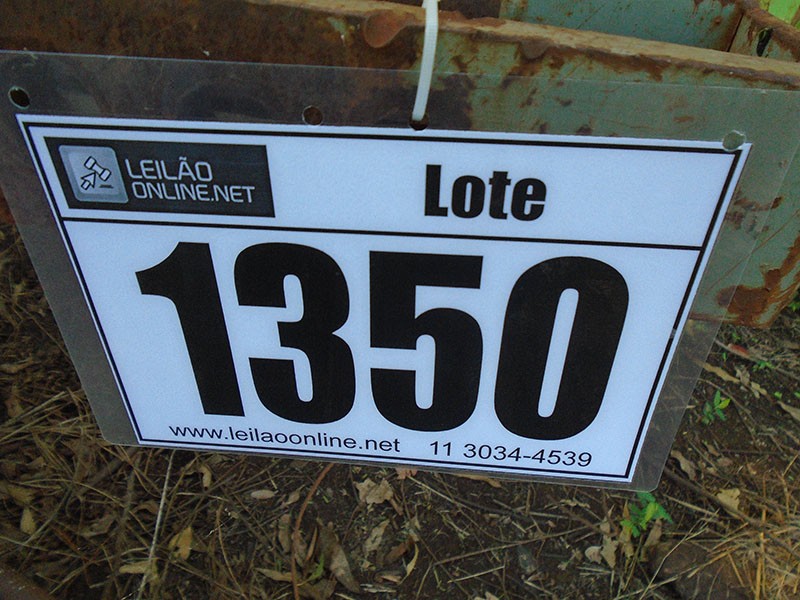 LEILÃO
ONLINE.NET
Lote
1350
www.leilaoonline.net 11 3034-4539